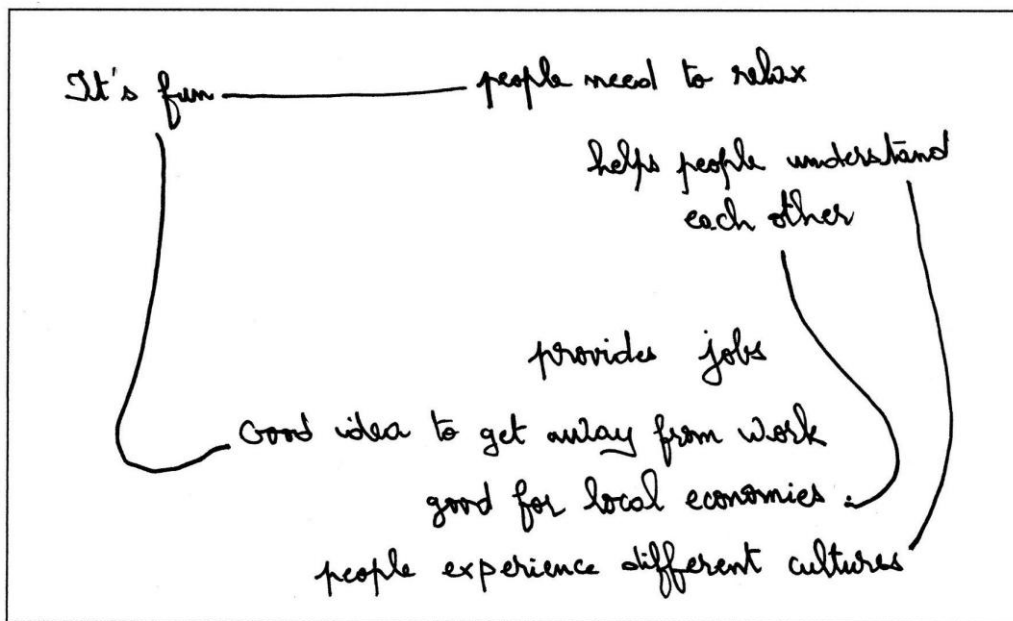 It's fun
people need to relax
helps people understand
each other
provides jobs
Good idea to get away from work
good for local economies.
people experience different cultures